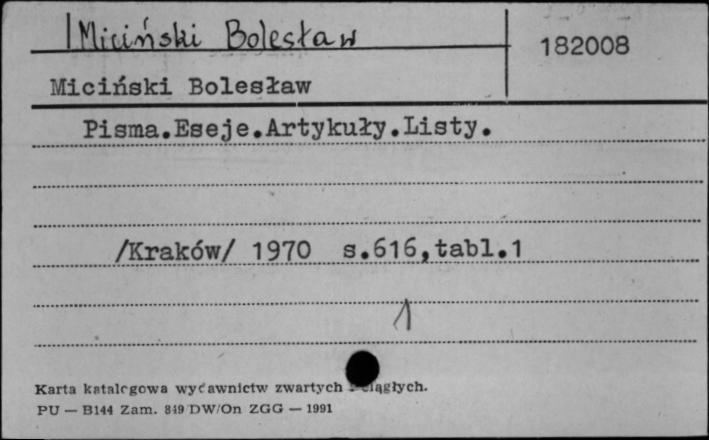 Miciński Bolesław
182008
Miciński Bolesław
Pisma.Eseje.Artykuły.Listy.
/Kraków/ 1970 s.616,tabl.1
1
Karta katalogowa wydawnictw zwartych i ciągłych.
PU — B144 Zam. 849 DW/On ZGG — 1991